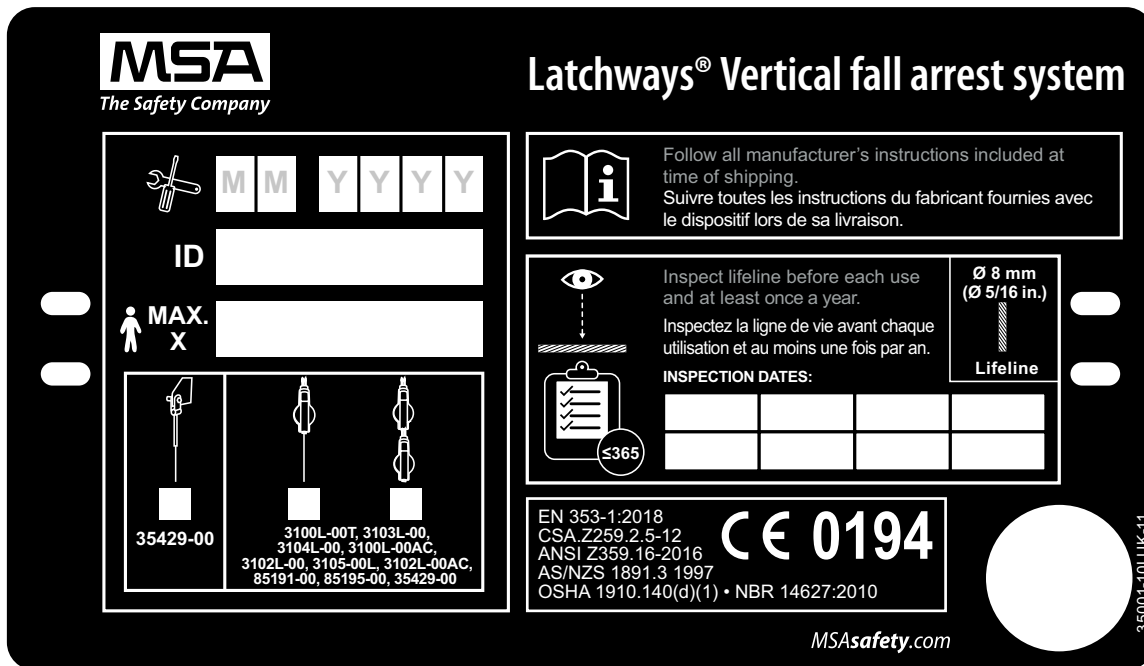 MSA
The Safety Company
Latchways® Vertical fall arrest system
MM YYYY
ID
MAX.
X
35429-00
3100L-00T, 3103L-00,
3104L-00, 3100L-00AC,
3102L-00, 3105-00L, 3102L-00AC,
85191-00, 85195-00, 35429-00
i
Follow all manufacturer's instructions included at
time of shipping.
Suivre toutes les instructions du fabricant fournies avec
le dispositif lors de sa livraison.
Inspect lifeline before each use
and at least once a year.
Inspectez la ligne de vie avant chaque
utilisation et au moins une fois par an.
INSPECTION DATES:
≤365
Ø 8 mm
(Ø 5/16 in.)
Lifeline
EN 353-1:2018
CSA.Z259.2.5-12
ANSI Z359.16-2016
AS/NZS 1891.3 1997
OSHA 1910.140(d)(1) • NBR 14627:2010
CE 0194
MSAsafety.com